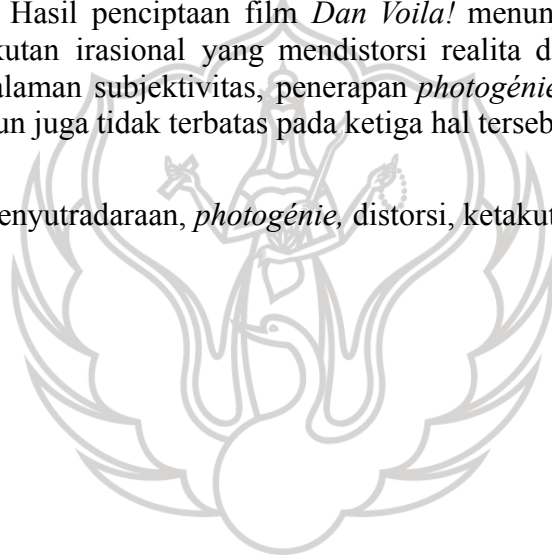 Hasil penciptaan film Dan Voila! menunj
kutan irasional yang mendistorsi realita d
alaman subjektivitas, penerapan photogénie
un juga tidak terbatas pada ketiga hal terseb
enyutradaraan, photogénie, distorsi, ketakut